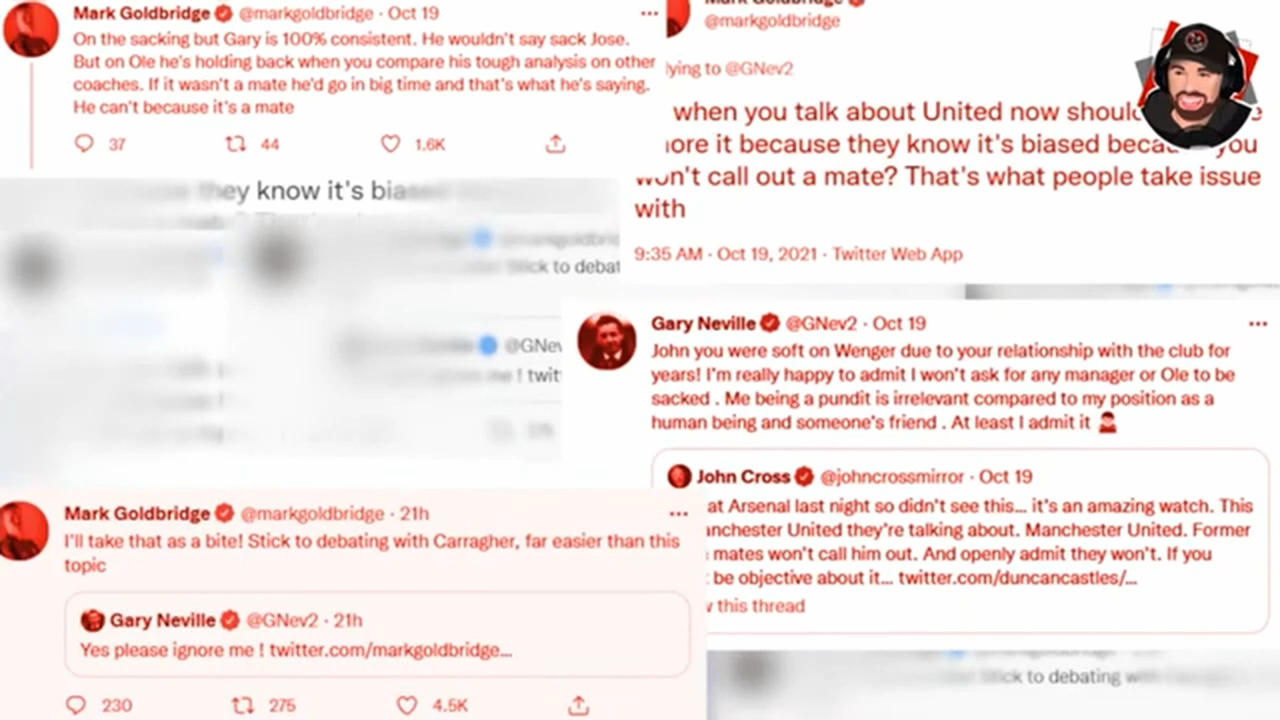 Mark Goldbridge @markgoldbridge · Oct 19
On the sacking but Gary is 100% consistent. He wouldn't say sack Jose.
But on Ole he's holding back when you compare his tough analysis on other
coaches. If it wasn't a mate he'd go in big time and that's what he's saying.
He can't because it's a mate
37 44 1.6K
Mark Goldbridge
@markgoldbridge
lying to @GNev2
when you talk about United now
because they know it's biased you
won't call out a mate? That's what people take issue
with
9:35 AM · Oct 19, 2021 · Twitter Web App
they know it's
Stick to
Gary Neville @GNev2 · Oct 19
John you were soft on Wenger due to your relationship with the club for
years! I'm really happy to admit I won't ask for any manager or Ole to be
sacked . Me being a pundit is irrelevant compared to my position as a
human being and someone's friend . At least I admit it
John Cross @johncrossmirror · Oct 19
at Arsenal last night so didn't see this... it's an amazing watch. This
anchester United they're talking about. Manchester United. Former
mates won't call him out. And openly admit they won't. If you
be objective about it... twitter.com/duncancastles/...
this thread
Mark Goldbridge @markgoldbridge · 21h
I'll take that as a bite! Stick to debating with Carragher, far easier than this
topic
Gary Neville @GNev2 · 21h
Yes please ignore me ! twitter.com/markgoldbridge...
230 275 4.5K
Stick to debating